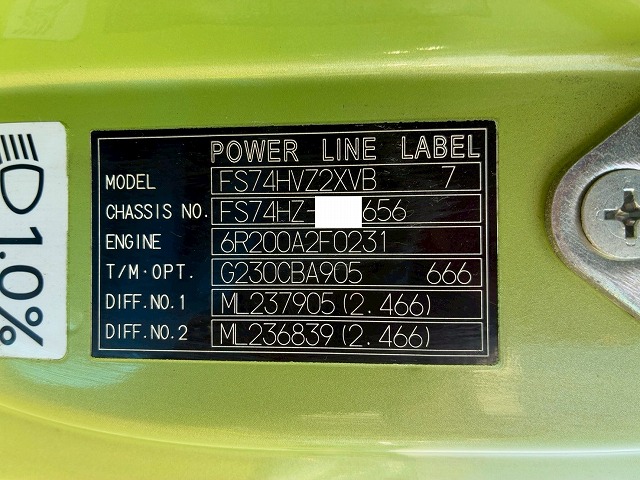 POWER LINE LABEL
MODEL FS74HVZ2XVB 7
CHASSIS NO. FS74HZ- 656
ENGINE 6R200A2F0231
T/M·OPT. G230CBA905 666
DIFF.NO.1 ML237905(2.466)
DIFF.NO.2 ML236839(2.466)
1.0%